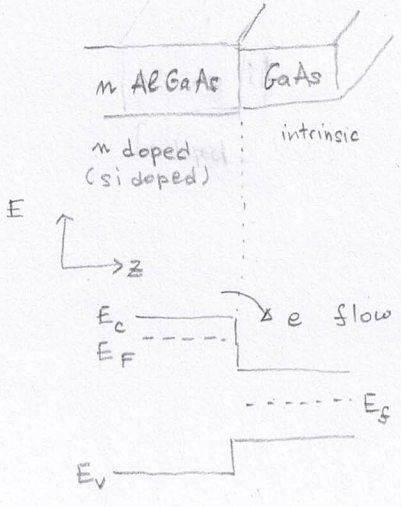 n AlGaAs
GaAs
n doped
(si doped)
intrinsic
E
z
Ec
e flow
EF
Ef
Ev